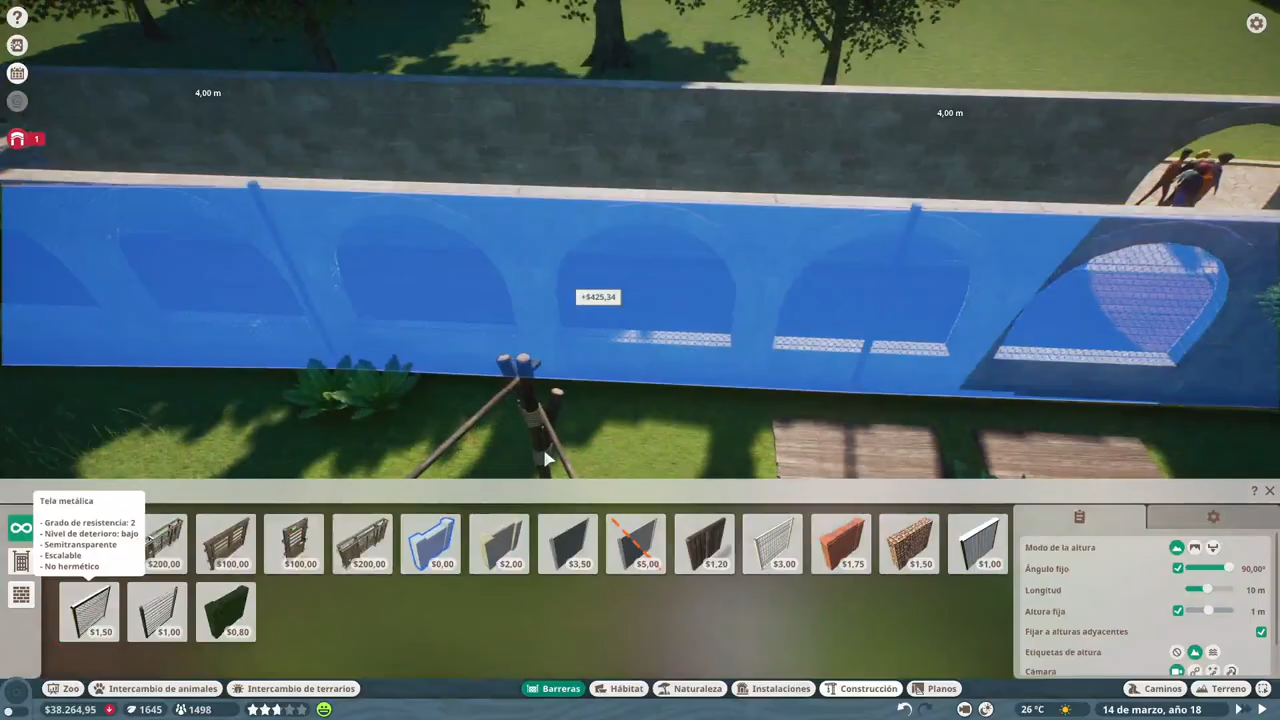 4,00 m
4,00 m
1
+$425,34
Tela metálica
- Grado de resistencia: 2
- Nivel de deterioro: bajo
- Semitransparente
- Escalable
- No hermético
$200,00
$100,00
$100,00
$200,00
$0,00
$2,00
$3,50
$5,00
$1,20
$3,00
$1,75
$1,50
$1,00
$1,50
$1,00
$0,80
Modo de la altura
Ángulo fijo
90,00º
Longitud
10 m
Altura fija
1 m
Fijar a alturas adyacentes
Etiquetas de altura
Cámara
Zoo
Intercambio de animales
Intercambio de terrarios
Barreras
Hábitat
Naturaleza
Instalaciones
Construcción
Planos
Caminos
Terreno
$38.264,95
1645
1498
26 °C
14 de marzo, año 18